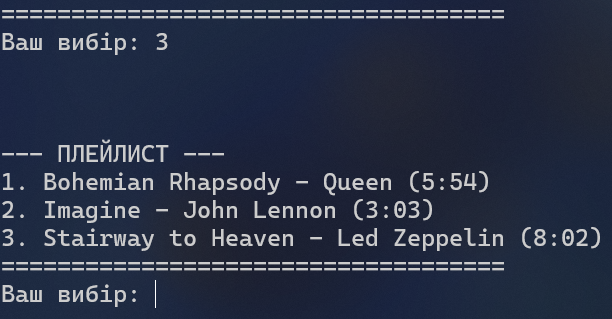 ====================================
Ваш вибір: 3
--- ПЛЕЙЛИСТ ---
1. Bohemian Rhapsody - Queen (5:54)
2. Imagine - John Lennon (3:03)
3. Stairway to Heaven - Led Zeppelin (8:02)
====================================
Ваш вибір: